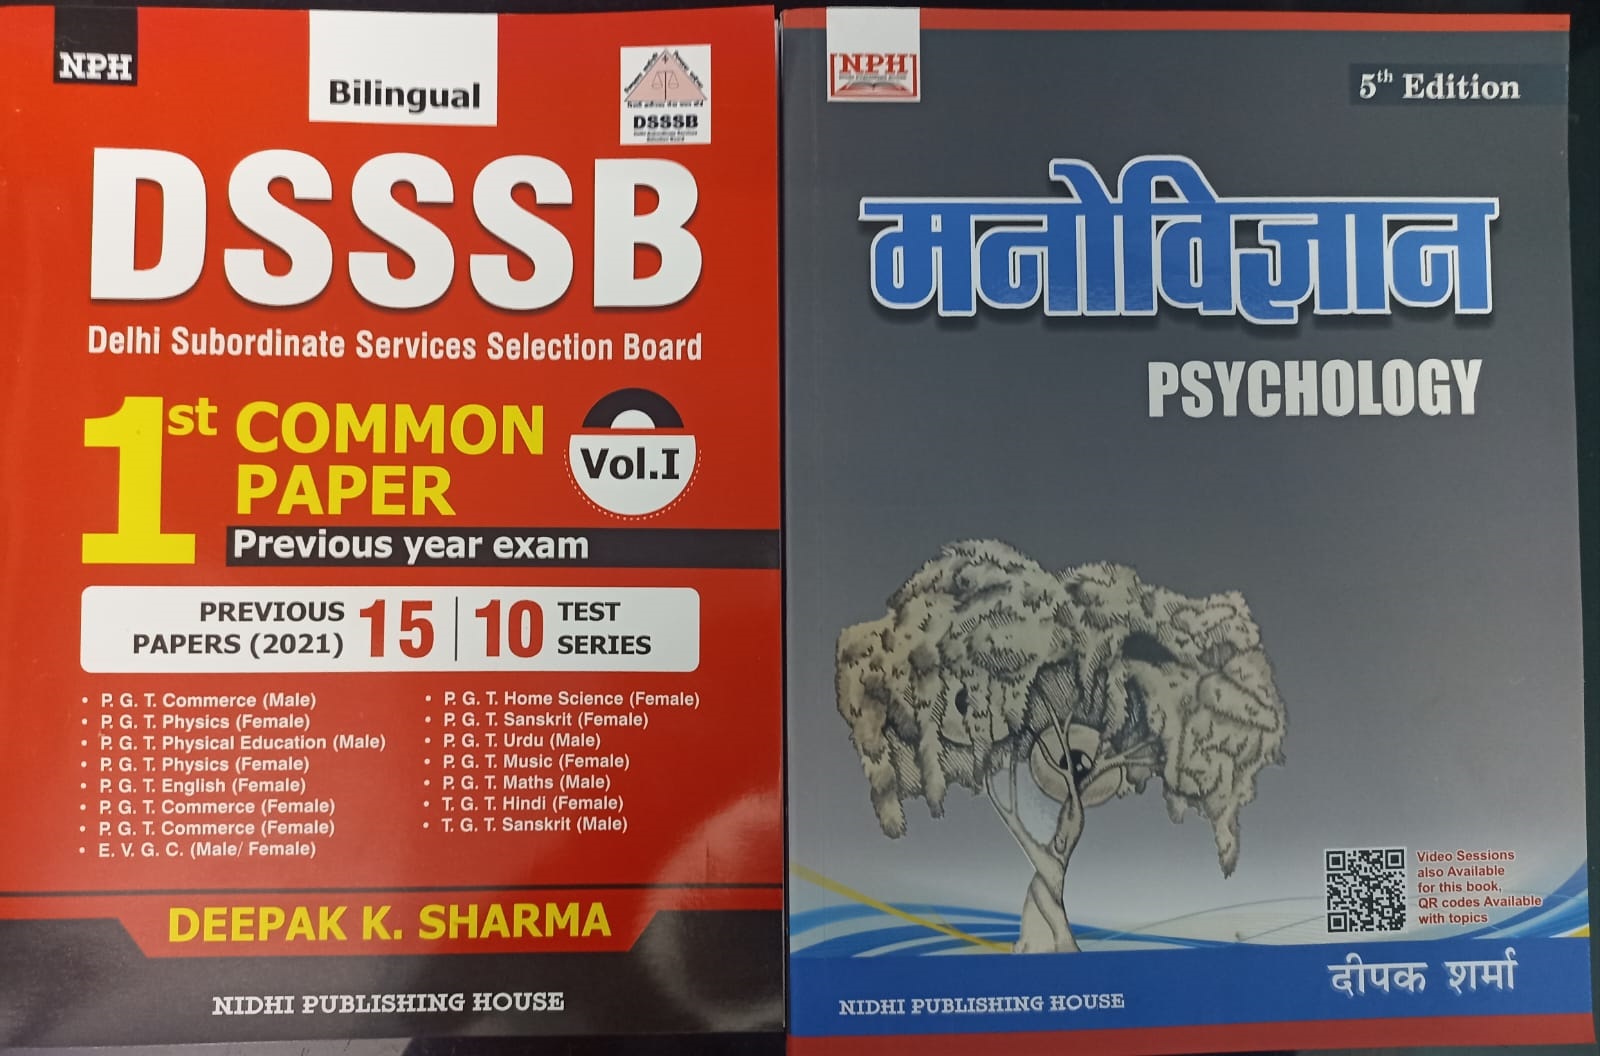 NPH
Bilingual
DSSSB
DSSSB
Delhi Subordinate Services Selection Board
1st COMMON
PAPER
Vol.I
Previous year exam
PREVIOUS
PAPERS (2021)
15
10
TEST
SERIES
• P. G. T. Commerce (Male)
• P. G. T. Physics (Female)
• P. G. T. Physical Education (Male)
• P. G. T. Physics (Female)
• P. G. T. English (Female)
• P. G. T. Commerce (Female)
• P. G. T. Commerce (Female)
• E. V. G. C. (Male/ Female)
• P. G. T. Home Science (Female)
• P. G. T. Sanskrit (Female)
• P. G. T. Urdu (Male)
• P. G. T. Music (Female)
• P. G. T. Maths (Male)
• T. G. T. Hindi (Female)
• T. G. T. Sanskrit (Male)
DEEPAK K. SHARMA
NIDHI PUBLISHING HOUSE
NPH
5th Edition
मनोविज्ञान
PSYCHOLOGY
Video Sessions
also Available
for this book,
QR codes Available
with topics
दीपक शर्मा
NIDHI PUBLISHING HOUSE